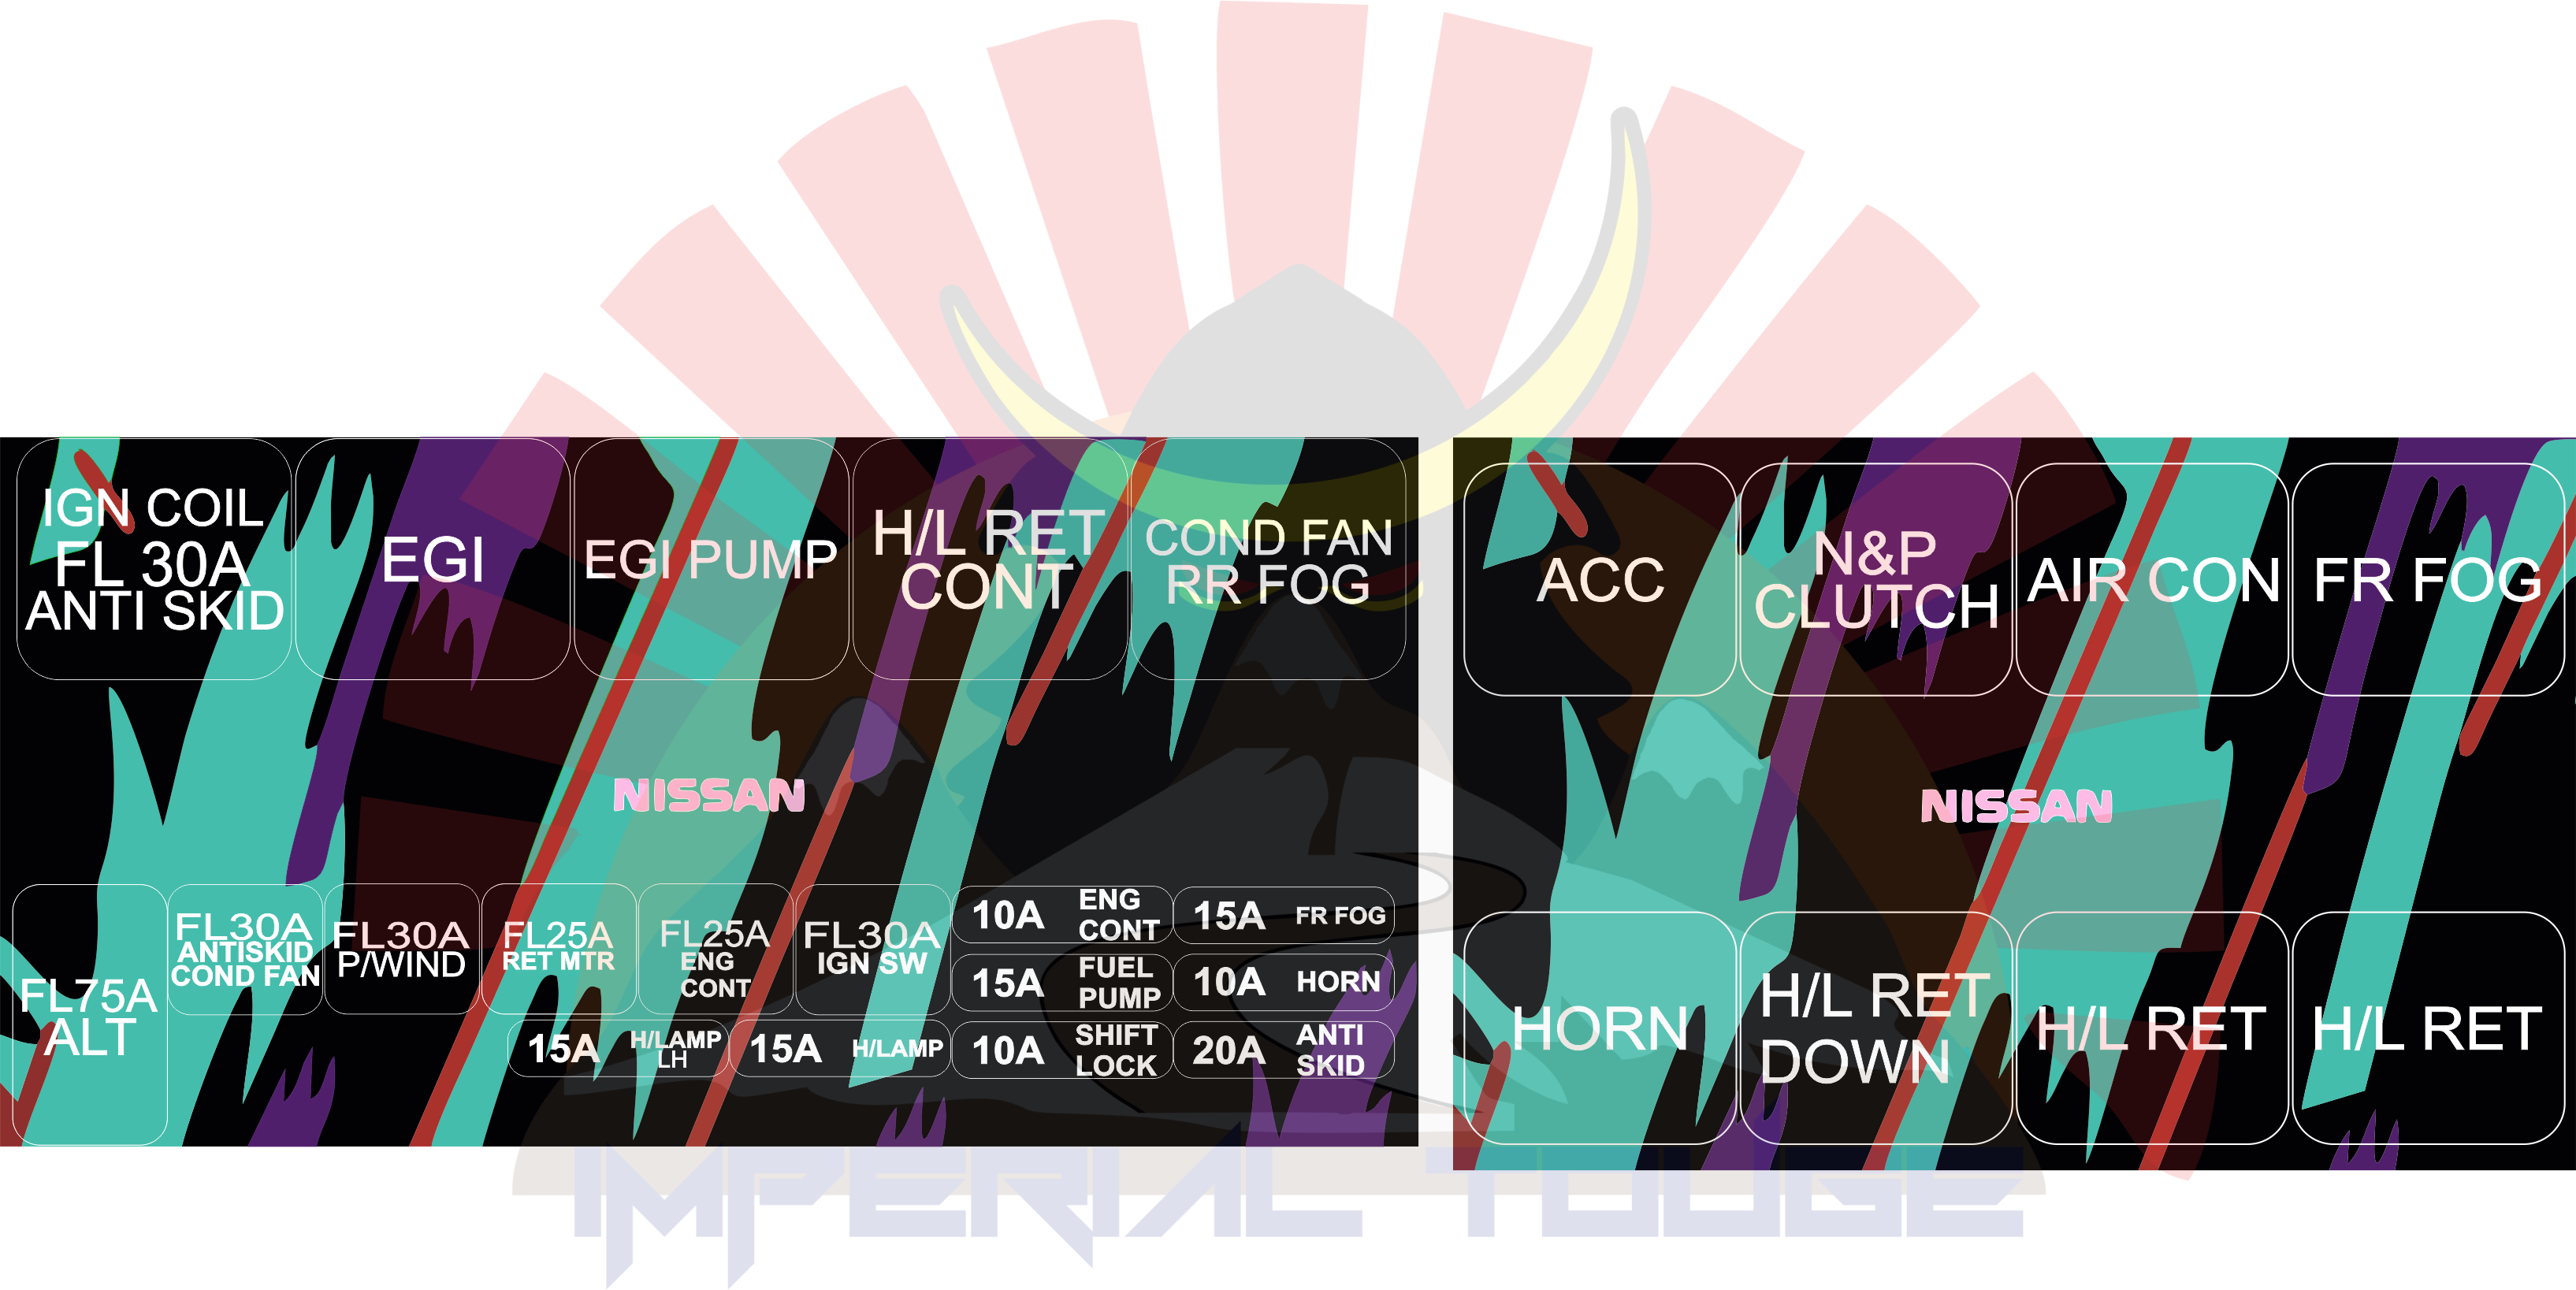 IGN COIL
FL 30A
ANTI SKID
EGI
EGI PUMP
H/L RET
CONT
COND FAN
RR FOG
NISSAN
FL75A
ALT
FL30A
ANTISKID
COND FAN
FL30A
P/WIND
FL25A
RET MTR
FL25A
ENG
CONT
FL30A
IGN SW
10A ENG
CONT
15A FR FOG
15A FUEL
PUMP
10A HORN
15A H/LAMP
LH
15A H/LAMP
10A SHIFT
LOCK
20A ANTI
SKID
ACC
N&P
CLUTCH
AIR CON
FR FOG
NISSAN
HORN
H/L RET
DOWN
H/L RET
H/L RET
IMPERIAL TOUGE